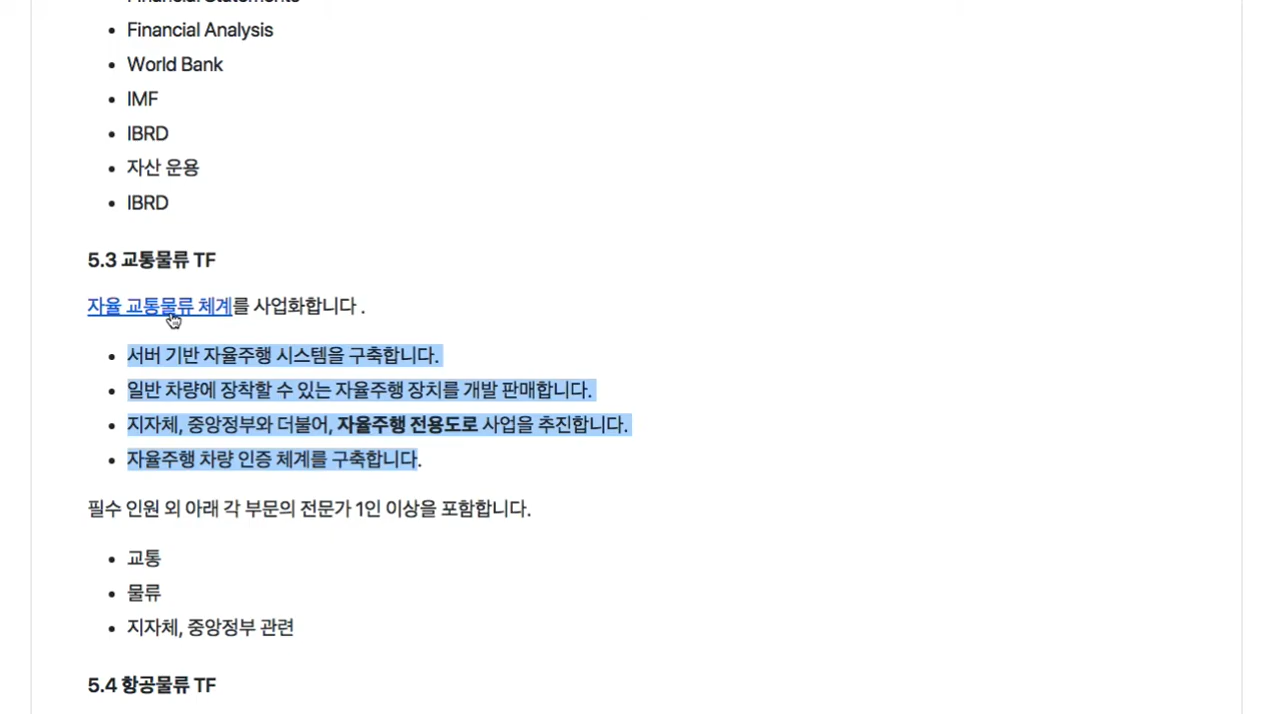 Financial Statements
Financial Analysis
World Bank
IMF
IBRD
자산 운용
IBRD
5.3 교통물류 TF
자율 교통물류 체계를 사업화합니다 .
서버 기반 자율주행 시스템을 구축합니다.
일반 차량에 장착할 수 있는 자율주행 장치를 개발 판매합니다.
지자체, 중앙정부와 더불어, 자율주행 전용도로 사업을 추진합니다.
자율주행 차량 인증 체계를 구축합니다.
필수 인원 외 아래 각 부문의 전문가 1인 이상을 포함합니다.
교통
물류
지자체, 중앙정부 관련
5.4 항공물류 TF